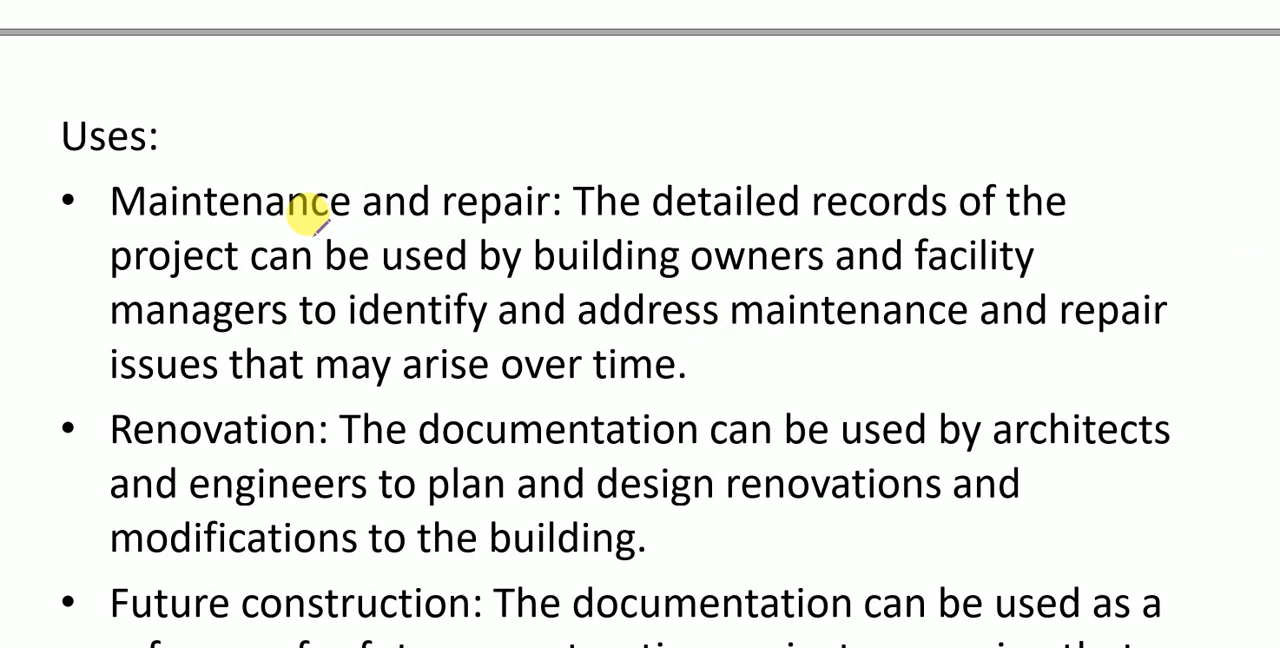 Uses:
• Maintenance and repair: The detailed records of the
project can be used by building owners and facility
managers to identify and address maintenance and repair
issues that may arise over time.
• Renovation: The documentation can be used by architects
and engineers to plan and design renovations and
modifications to the building.
• Future construction: The documentation can be used as a